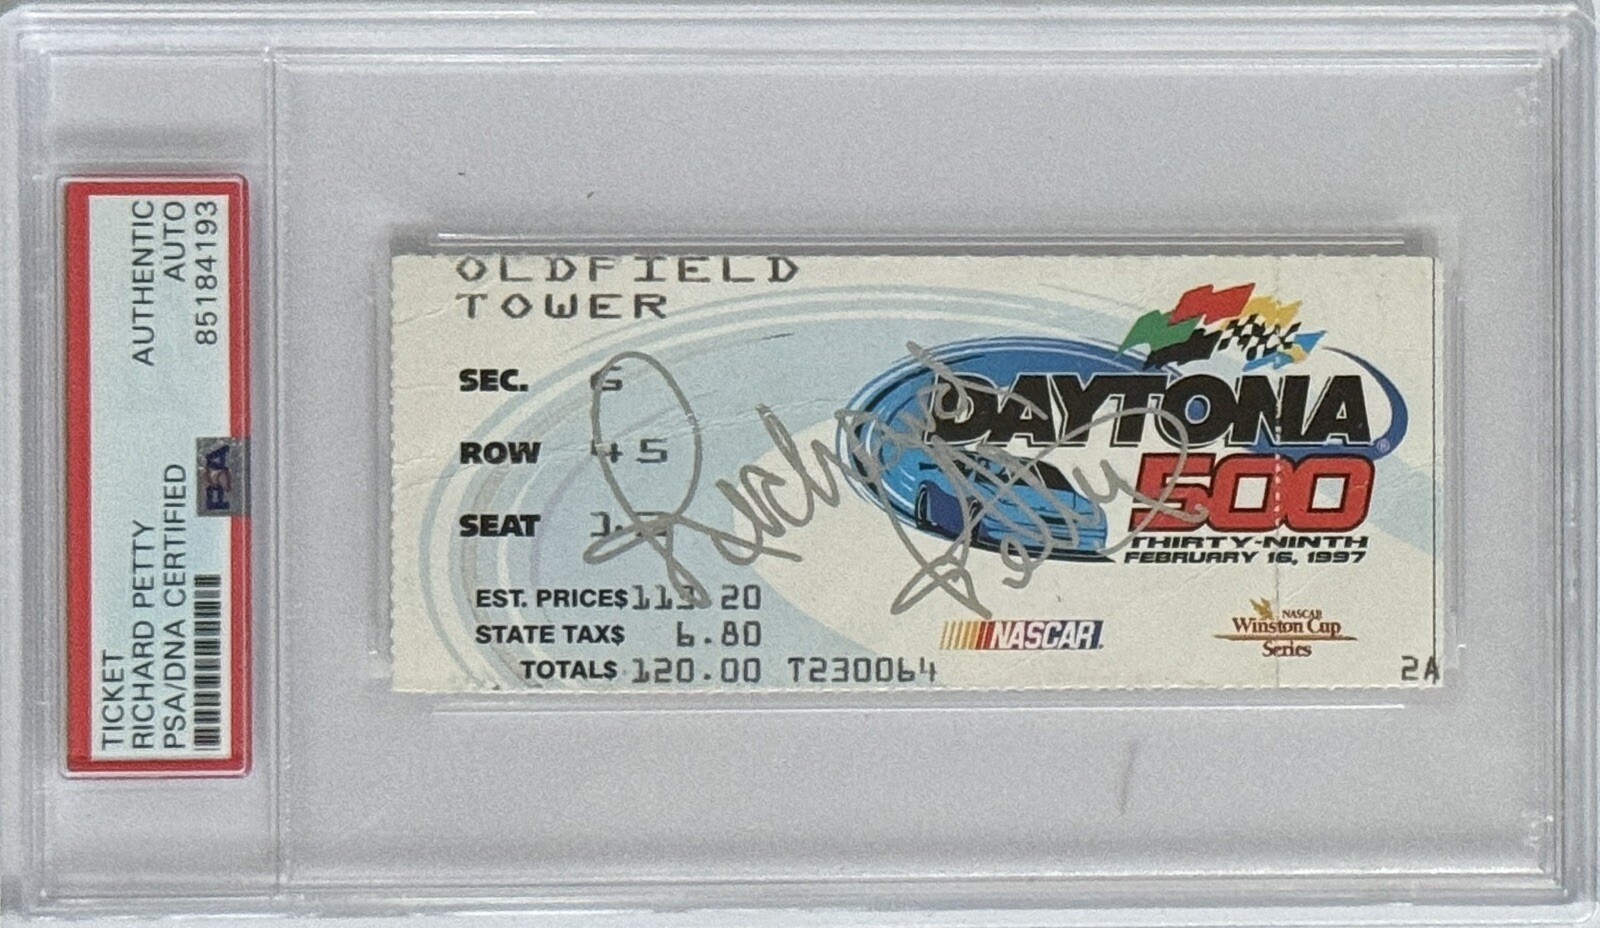 TICKET
RICHARD PETTY
PSA/DNA CERTIFIED
AUTHENTIC
AUTO
85184193
PSA
OLDFIELD
TOWER
SEC. 6
ROW 45
SEAT
EST. PRICE$ 113.20
STATE TAX$ 6.80
TOTAL$ 120.00 T230064
Richard Petty
DAYTONA®
500
THIRTY-NINTH
FEBRUARY 16, 1997
NASCAR
NASCAR
Winston Cup
Series
2A